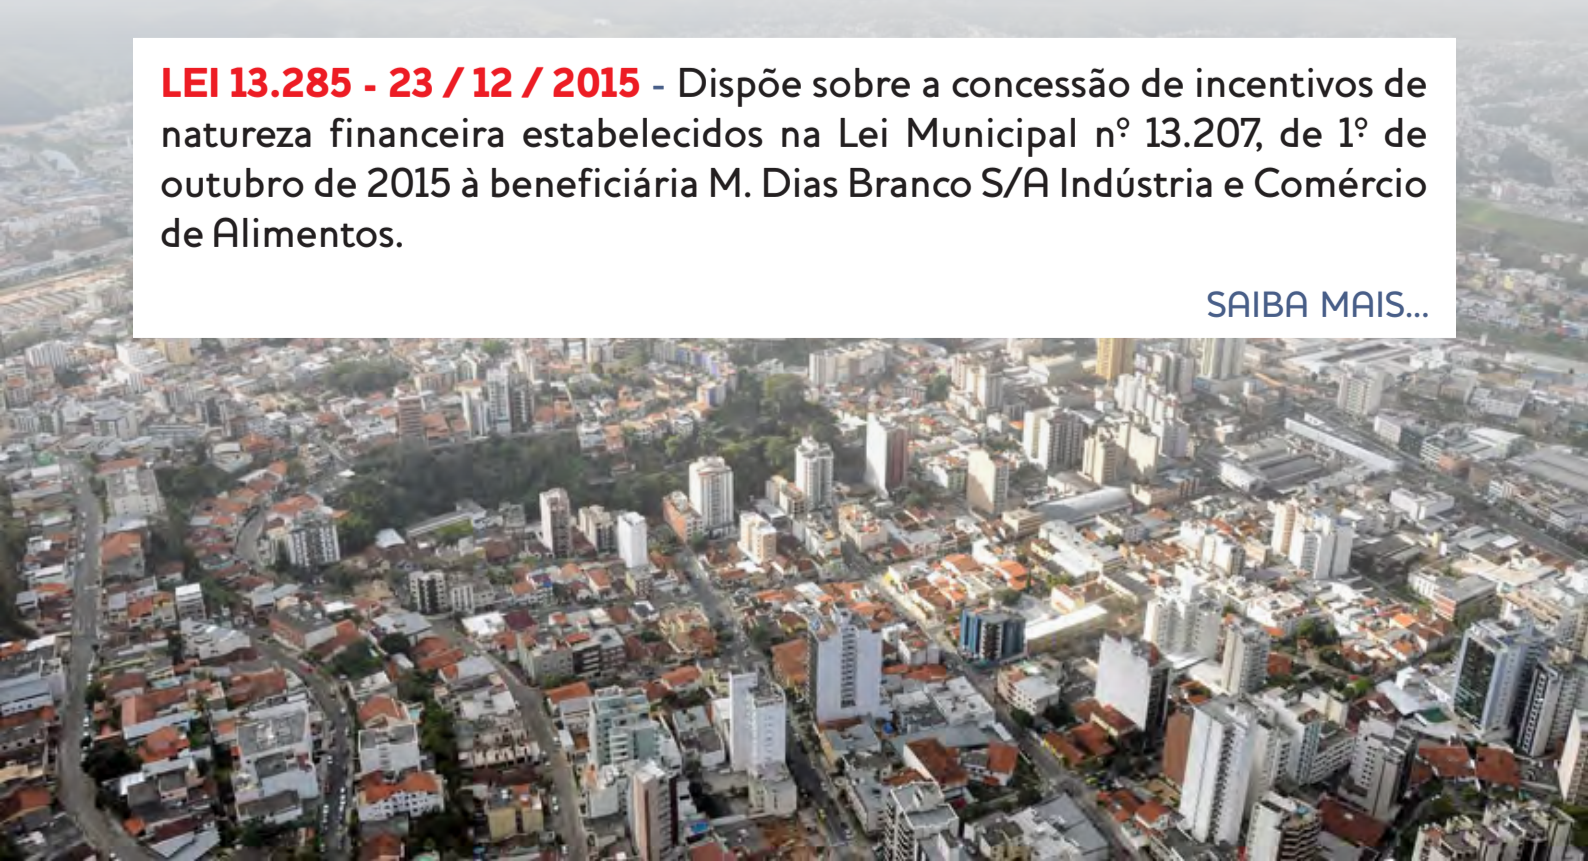 LEI 13.285 - 23 / 12 / 2015 - Dispõe sobre a concessão de incentivos de
natureza financeira estabelecidos na Lei Municipal nº 13.207, de 1º de
outubro de 2015 à beneficiária M. Dias Branco S/A Indústria e Comércio
de Alimentos.
SAIBA MAIS...